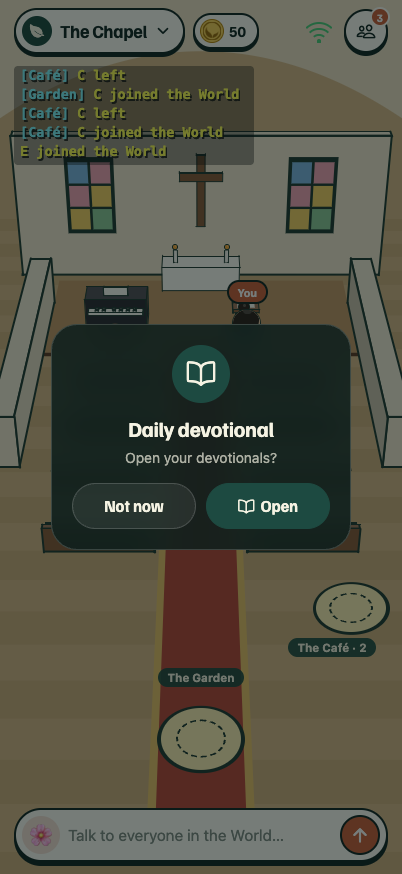 The Chapel
50
3
[Café] C left
[Garden] C joined the World
[Café] C left
[Café] C joined the World
E joined the World
You
Daily devotional
Open your devotionals?
Not now
Open
The Café · 2
The Garden
Talk to everyone in the World...